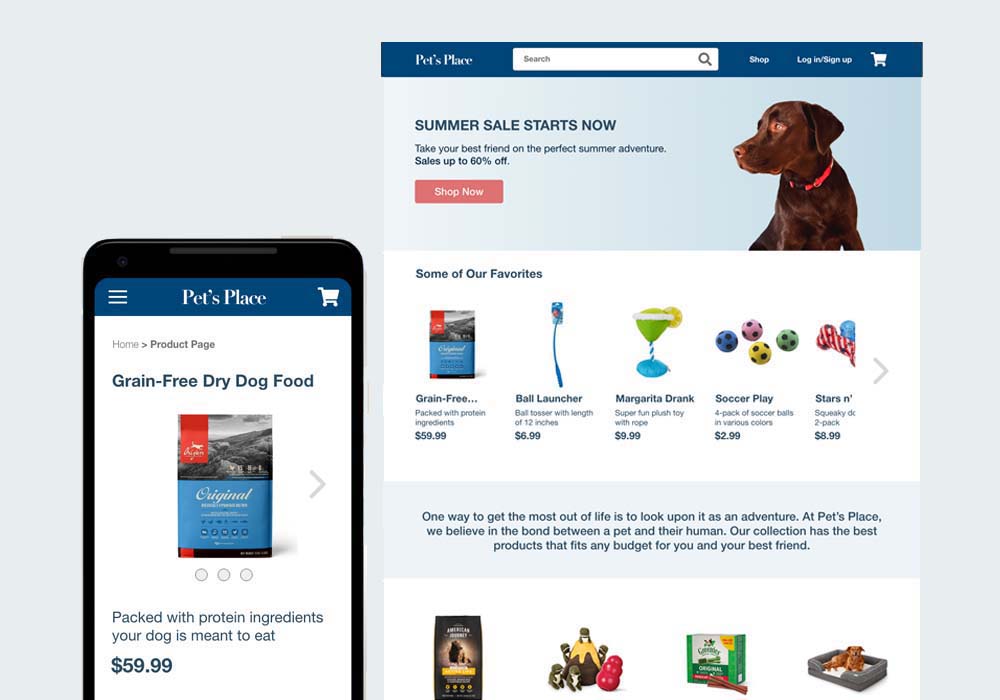 Pet's Place
Search
Shop
Log in/Sign up
SUMMER SALE STARTS NOW
Take your best friend on the perfect summer adventure.
Sales up to 60% off.
Shop Now
Some of Our Favorites
Original
Grain-Free...
Packed with protein
ingredients
$59.99
Ball Launcher
Ball tosser with length
of 12 inches
$6.99
Margarita Drank
Super fun plush toy
with rope
$9.99
Soccer Play
4-pack of soccer balls
in various colors
$2.99
Stars n'
Squeaky do
2-pack
$8.99
One way to get the most out of life is to look upon it as an adventure. At Pet's Place,
we believe in the bond between a pet and their human. Our collection has the best
products that fits any budget for you and your best friend.
AMERICAN
JOURNEY
Greenies
ORIGINAL
Pet's Place
Home > Product Page
Grain-Free Dry Dog Food
Orijen
Original
Packed with protein ingredients
your dog is meant to eat
$59.99